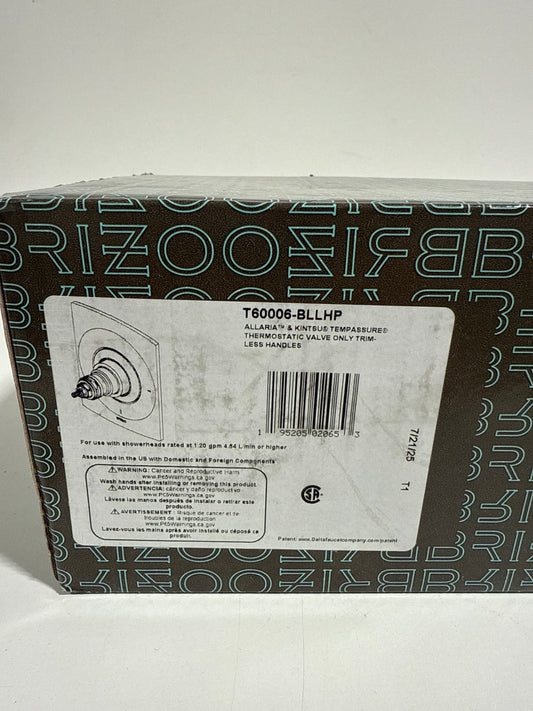 BRIZO
T60006-BLLHP
ALLARIA™ & KINTSU® TEMPASSURE®
THERMOSTATIC VALVE ONLY TRIM-
LESS HANDLES
1 95205 02065 3
7/21/25 T1
For use with showerheads rated at 1.20 gpm 4.54 L/min or higher
Assembled in the US with Domestic and Foreign Components
⚠WARNING: Cancer and Reproductive Harm
www.P65Warnings.ca.gov
Wash hands after installing or removing this product.
⚠ADVERTENCIA: cáncer y daño reproductivo
www.P65Warnings.ca.gov
Lávese las manos después de instalar o retirar este
producto.
⚠AVERTISSEMENT : Risque de cancer et de
troubles de la reproduction
www.P65Warnings.ca.gov
Lavez-vous les mains après avoir installé ou déposé ce
produit.
Patent: www.Deltafaucetcompany.com/patent